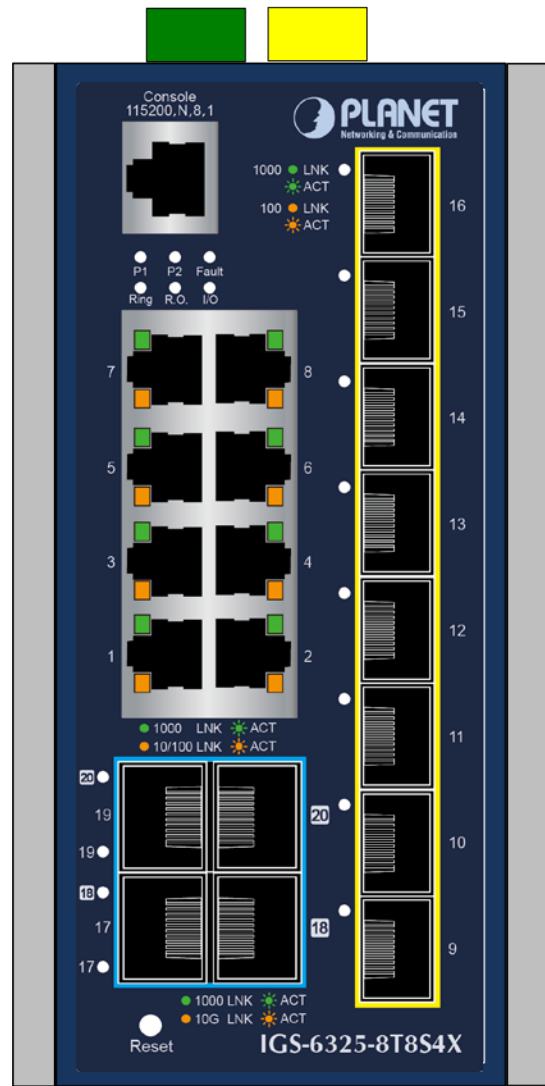 Console
115200,N,8,1
PLANET
Networking & Communication
1000 LNK
ACT
100 LNK
ACT
P1 P2 Fault
Ring R.O. I/O
16
15
14
13
12
11
10
9
7 8
5 6
3 4
1 2
1000 LNK ACT
10/100 LNK ACT
20
19 20
19
18
17 18
17
1000 LNK ACT
10G LNK ACT
Reset
IGS-6325-8T8S4X